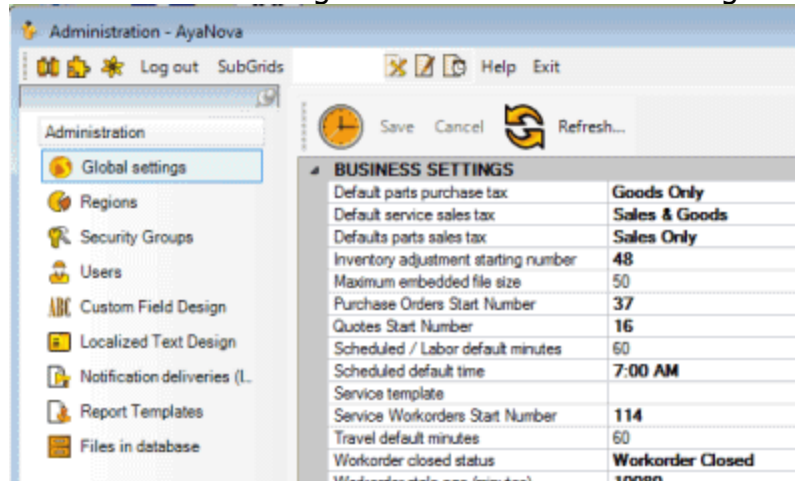 Administration - AyaNova
Log out SubGrids Help Exit
Administration
Global settings
Regions
Security Groups
Users
ABC Custom Field Design
Localized Text Design
Notification deliveries (l...
Report Templates
Files in database
Save Cancel Refresh...
BUSINESS SETTINGS
Default parts purchase tax Goods Only
Default service sales tax Sales & Goods
Defaults parts sales tax Sales Only
Inventory adjustment starting number 48
Maximum embedded file size 50
Purchase Orders Start Number 37
Quotes Start Number 16
Scheduled / Labor default minutes 60
Scheduled default time 7:00 AM
Service template
Service Workorders Start Number 114
Travel default minutes 60
Workorder closed status Workorder Closed